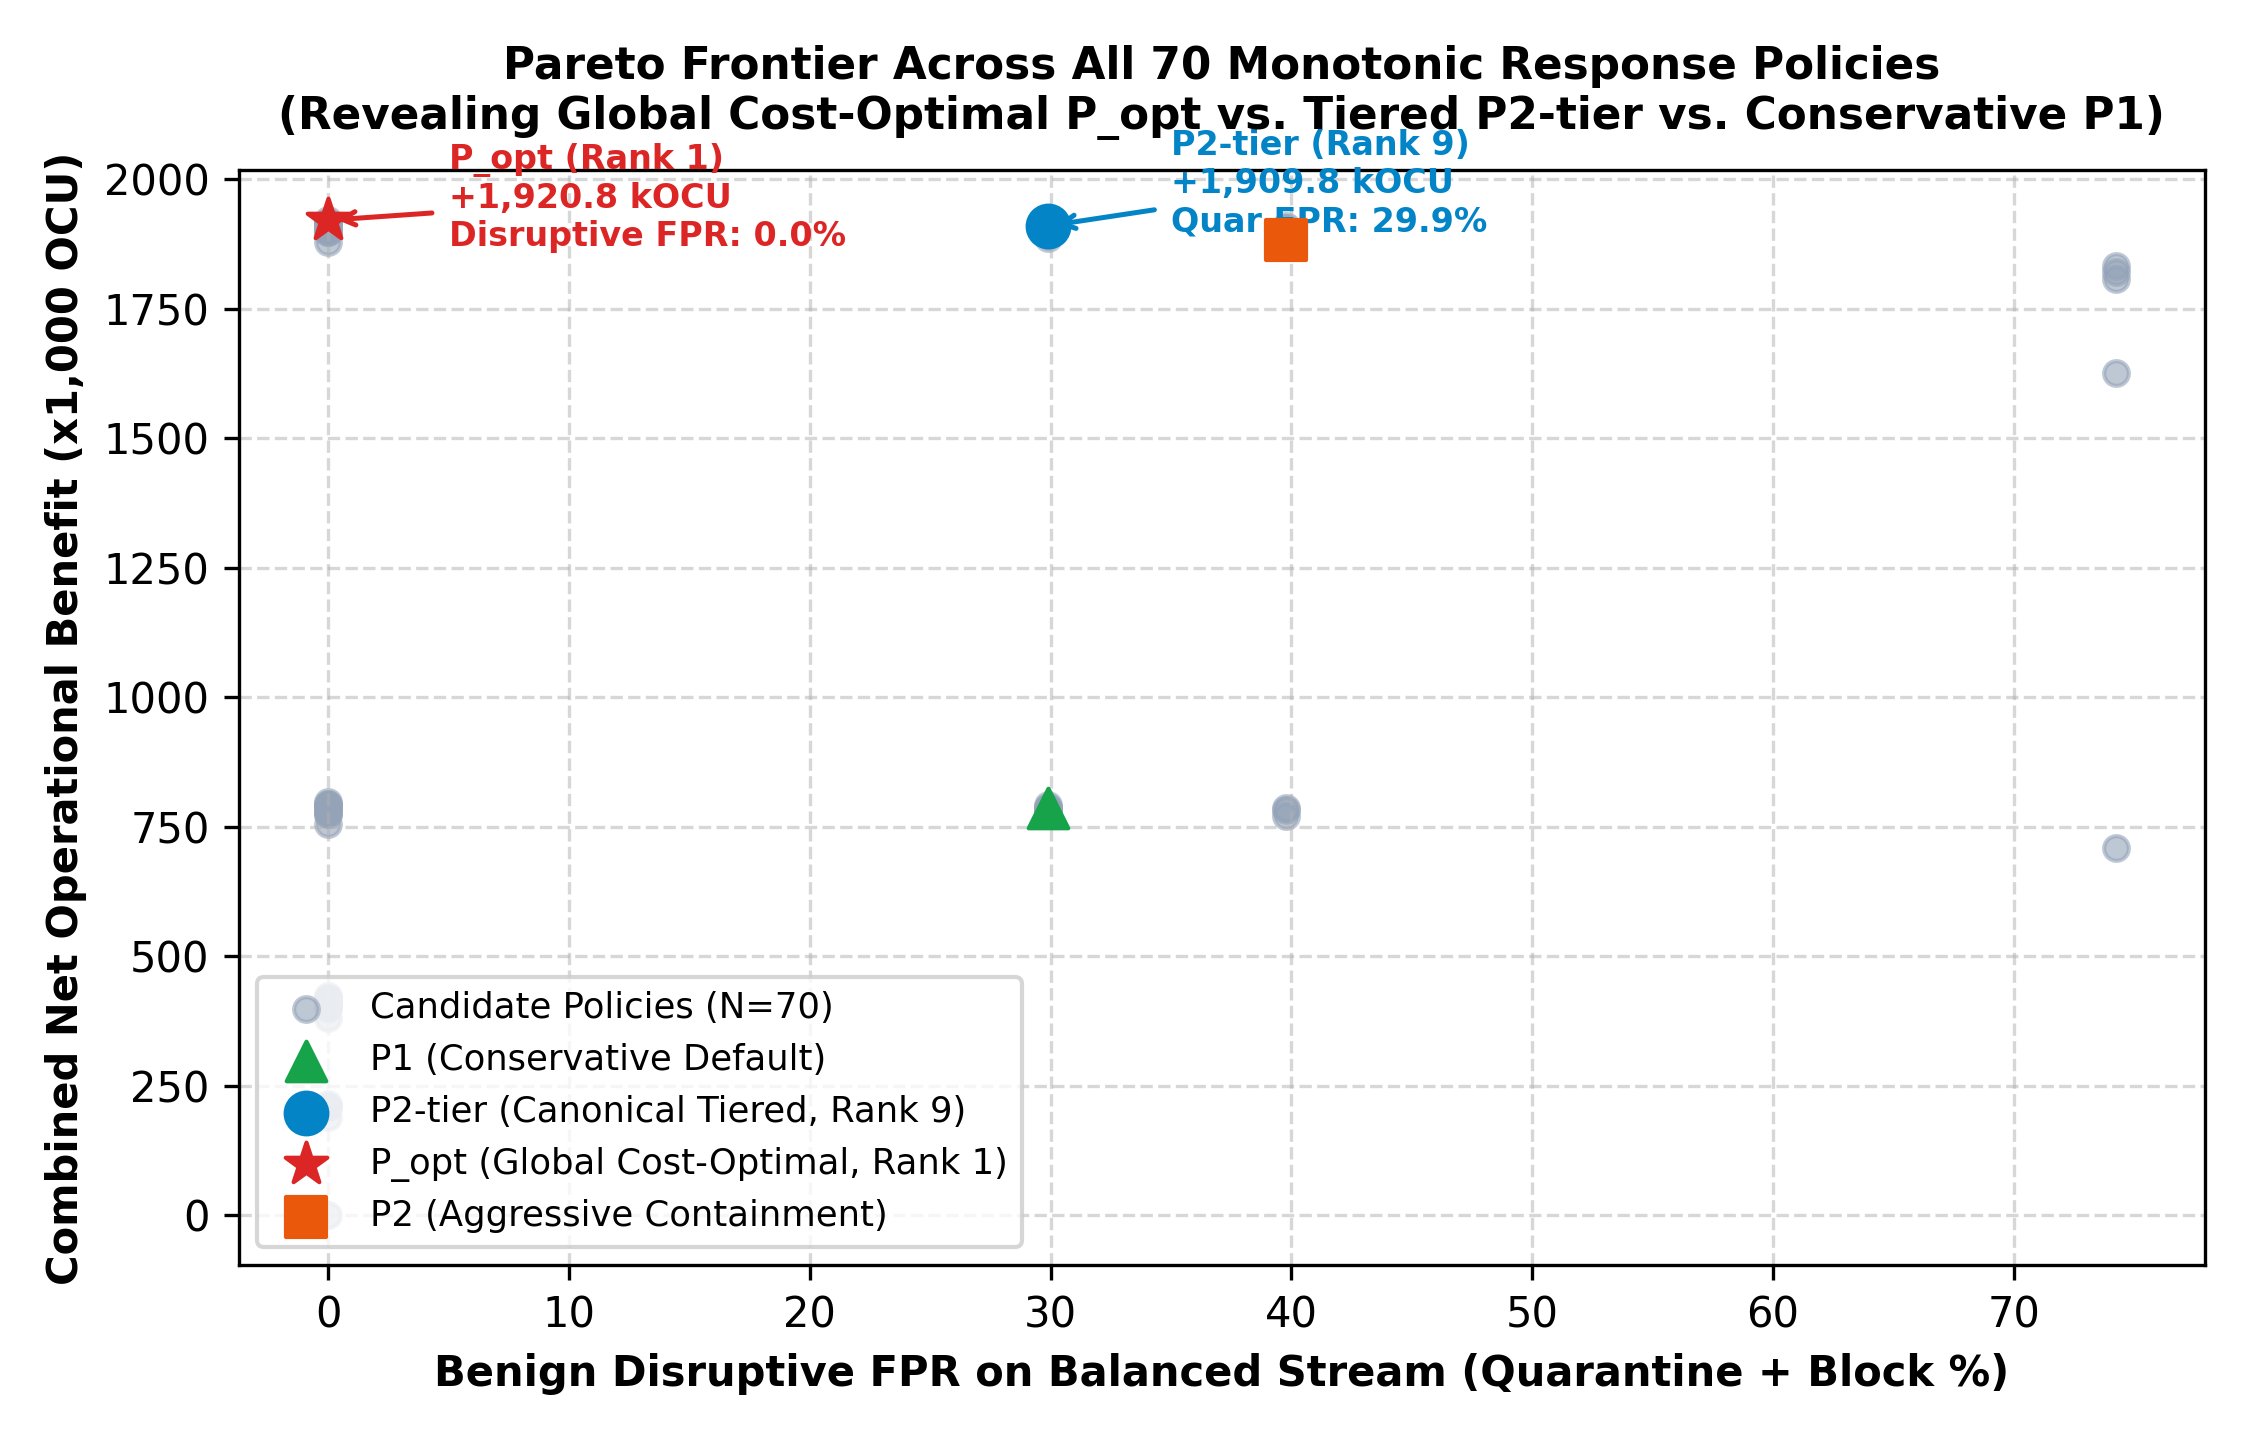 Pareto Frontier Across All 70 Monotonic Response Policies
(Revealing Global Cost-Optimal P_opt vs. Tiered P2-tier vs. Conservative P1)
P_opt (Rank 1)
+1,920.8 kOCU
Disruptive FPR: 0.0%
P2-tier (Rank 9)
+1,909.8 kOCU
Quar FPR: 29.9%
Combined Net Operational Benefit (x1,000 OCU)
2000
1750
1500
1250
1000
750
500
250
0
Candidate Policies (N=70)
P1 (Conservative Default)
P2-tier (Canonical Tiered, Rank 9)
P_opt (Global Cost-Optimal, Rank 1)
P2 (Aggressive Containment)
0 10 20 30 40 50 60 70
Benign Disruptive FPR on Balanced Stream (Quarantine + Block %)